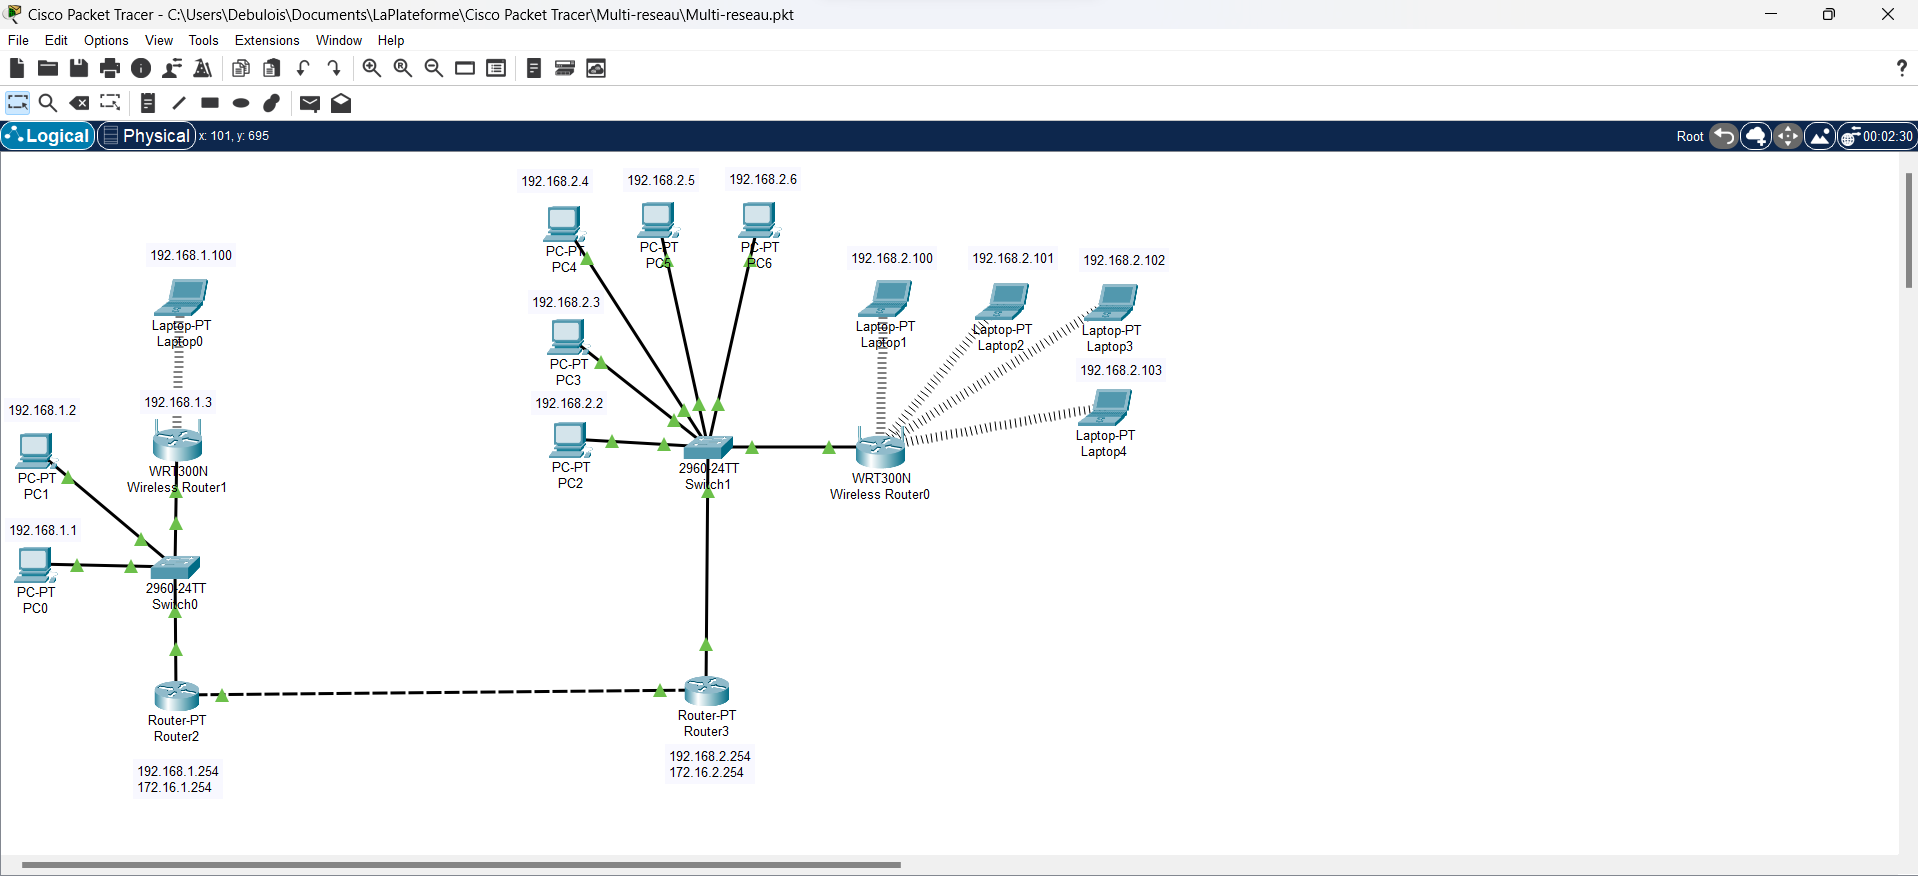 Cisco Packet Tracer - C:\Users\Debulois\Documents\LaPlateforme\Cisco Packet Tracer\Multi-reseau\Multi-reseau.pkt
File Edit Options View Tools Extensions Window Help
?
Logical Physical x: 101, y: 695 Root 00:02:30
192.168.2.4 192.168.2.5 192.168.2.6
PC-PT
PC4
PC-PT
PC5
PC-PT
PC6
192.168.1.100
Laptop-PT
Laptop0
192.168.2.100 192.168.2.101 192.168.2.102
Laptop-PT
Laptop1
Laptop-PT
Laptop2
Laptop-PT
Laptop3
192.168.2.3
PC-PT
PC3
192.168.2.103
Laptop-PT
Laptop4
192.168.1.2
PC-PT
PC1
192.168.1.3
WRT300N
Wireless Router1
192.168.2.2
PC-PT
PC2
2960-24TT
Switch1
WRT300N
Wireless Router0
192.168.1.1
PC-PT
PC0
2960-24TT
Switch0
Router-PT
Router2
192.168.1.254
172.16.1.254
Router-PT
Router3
192.168.2.254
172.16.2.254